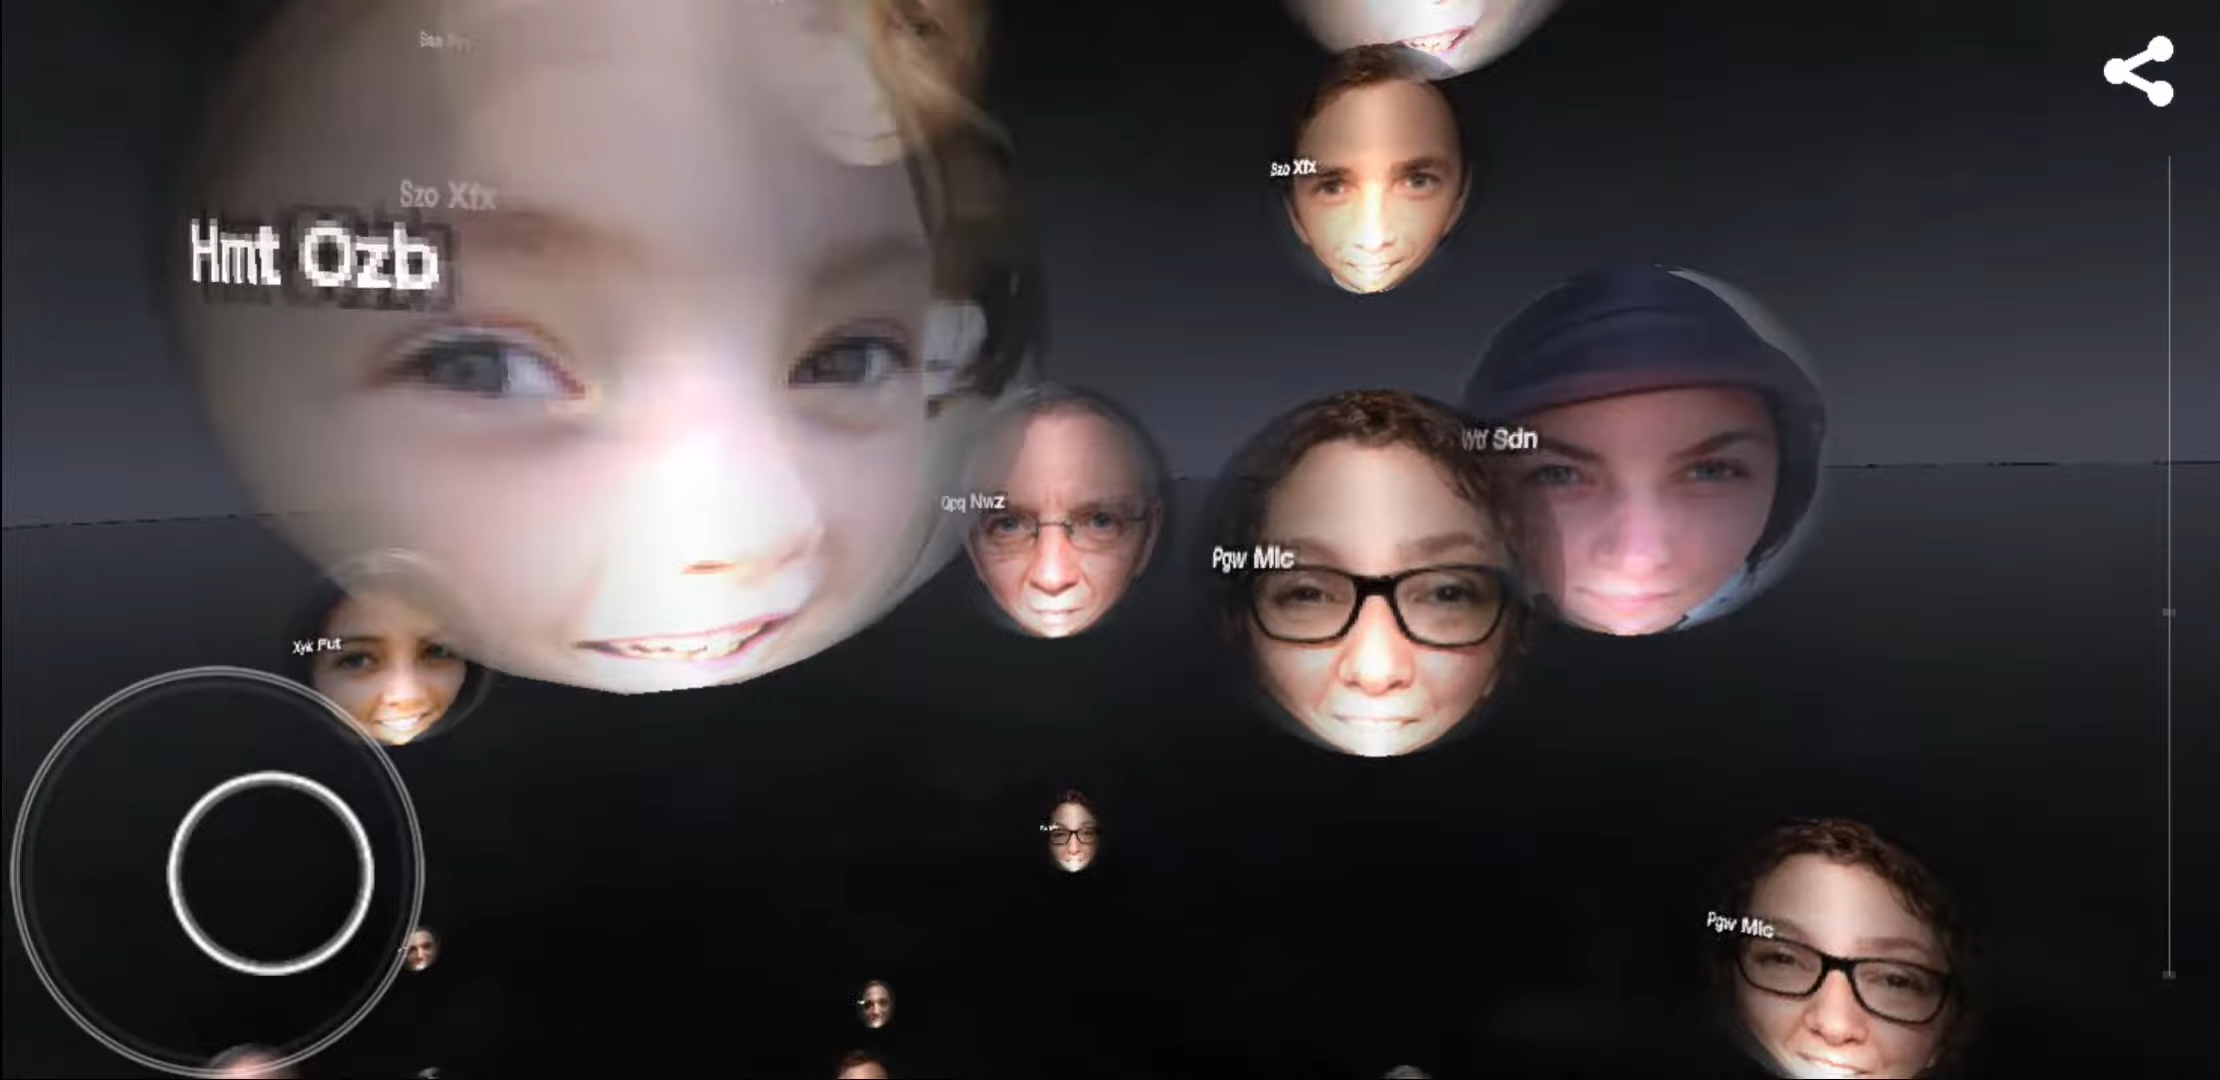 Szo Xfx
Szo Xfx
Hmt Ozb
Wtf Sdn
Qpq Nwz
Pgw Mlc
Xyk Fut
Pgw Mlc